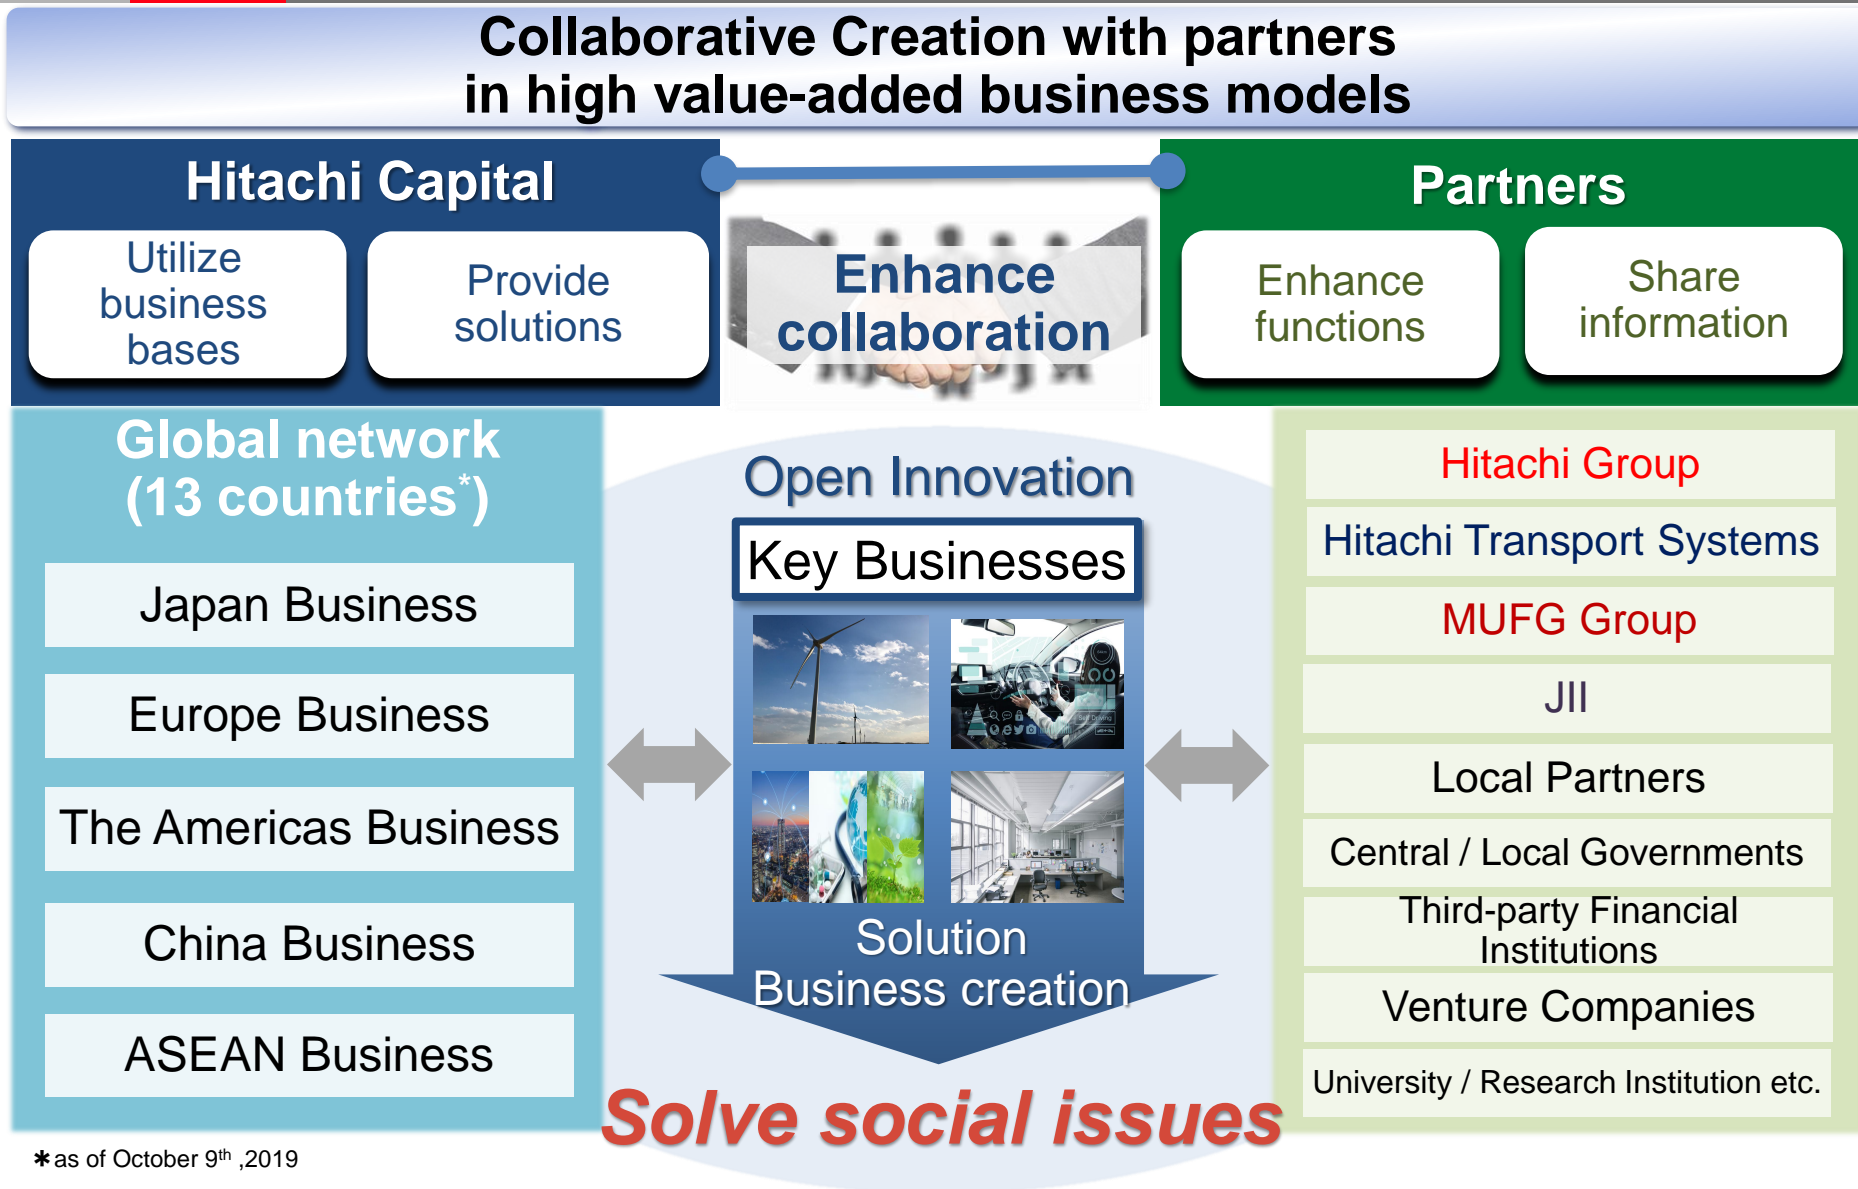 Collaborative Creation with partners
in high value-added business models
Hitachi Capital
Utilize
business
bases
Provide
solutions
Enhance
collaboration
Partners
Enhance
functions
Share
information
Global network
(13 countries*)
Japan Business
Europe Business
The Americas Business
China Business
ASEAN Business
Open Innovation
Key Businesses
Self Driving
Solution
Business creation
Solve social issues
Hitachi Group
Hitachi Transport Systems
MUFG Group
JII
Local Partners
Central / Local Governments
Third-party Financial
Institutions
Venture Companies
University / Research Institution etc.
*as of October 9th ,2019